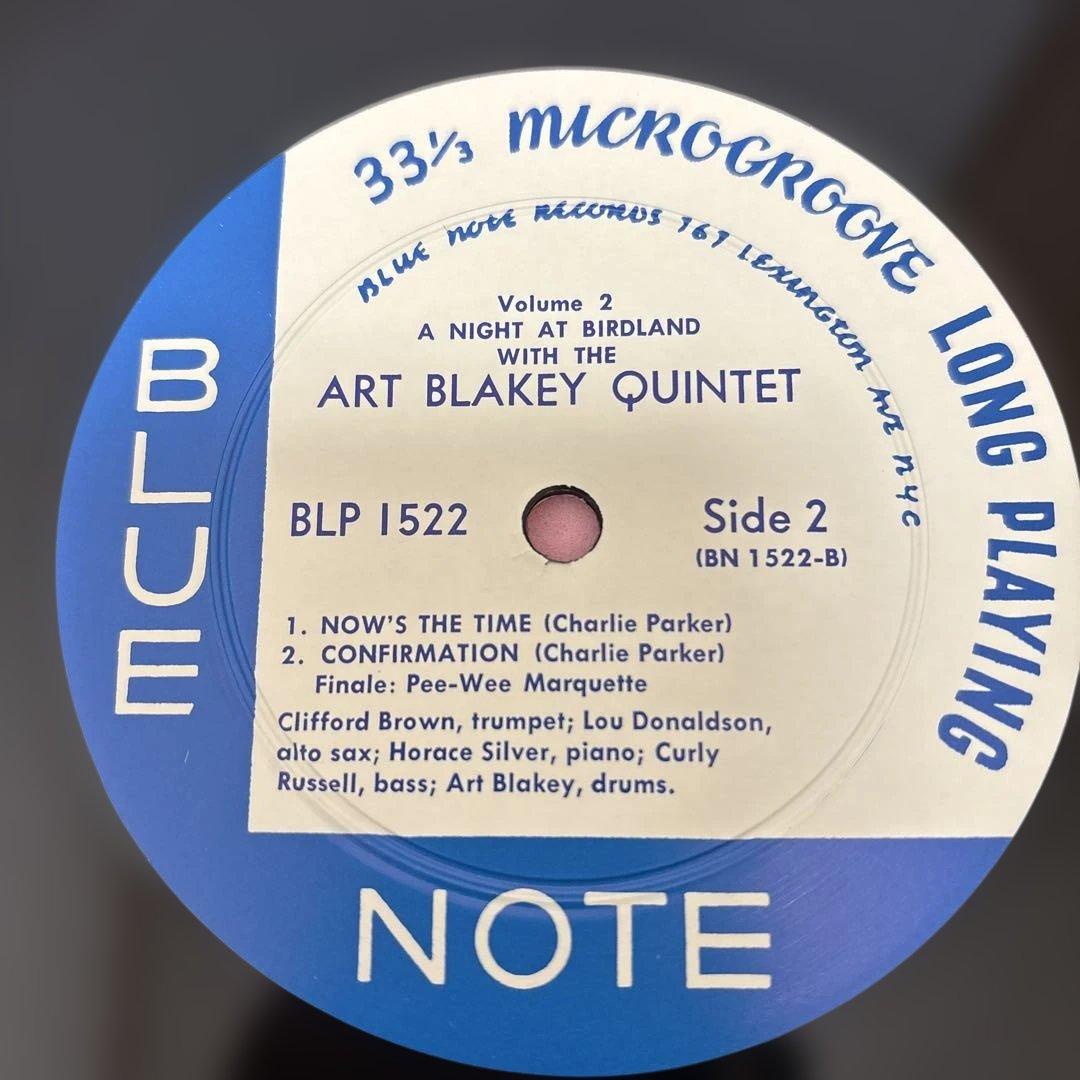 33⅓ MICROGROOVE LONG PLAYING
BLUE NOTE RECORDS 767 LEXINGTON AVE NYC
Volume 2
A NIGHT AT BIRDLAND
WITH THE
ART BLAKEY QUINTET
BLP 1522
Side 2
(BN 1522-B)
1. NOW'S THE TIME (Charlie Parker)
2. CONFIRMATION (Charlie Parker)
Finale: Pee-Wee Marquette
Clifford Brown, trumpet; Lou Donaldson,
alto sax; Horace Silver, piano; Curly
Russell, bass; Art Blakey, drums.
BLUE
NOTE